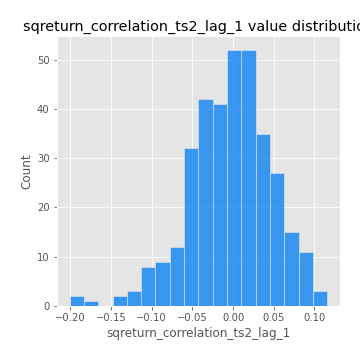 sqreturn_correlation_ts2_lag_1 value distributio
50
40
30
20
10
0
Count
−0.20 −0.15 −0.10 −0.05 0.00 0.05 0.10
sqreturn_correlation_ts2_lag_1